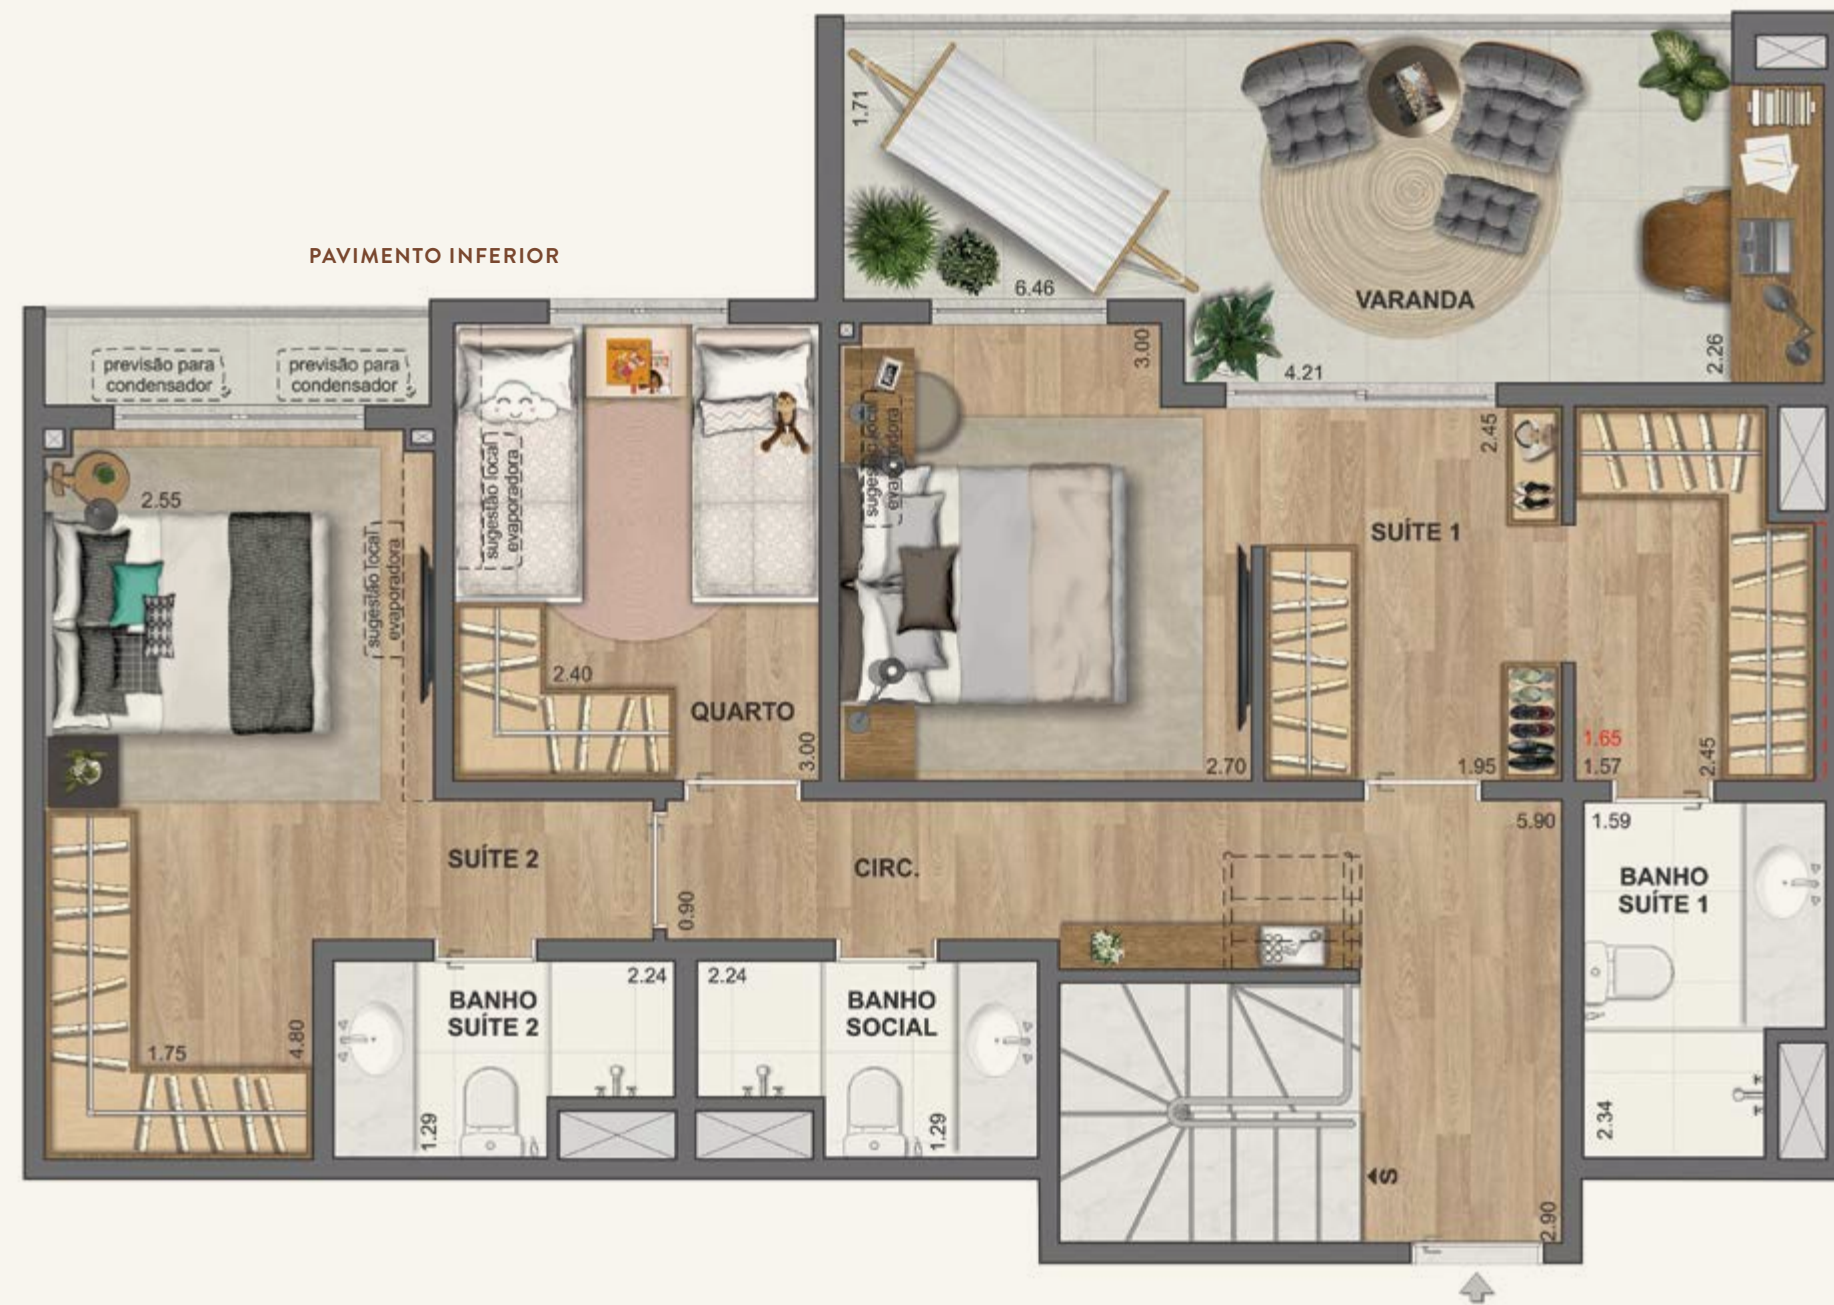 1.71
PAVIMENTO INFERIOR
6.46
VARANDA
previsão para
condensador
previsão para
condensador
3.00
2.26
4.21
2.45
2.55
sugestão local
evaporadora
sugestão local
evaporadora
sugestão local
evaporadora
SUÍTE 1
2.40
QUARTO
3.00
2.70
1.95
1.65
1.57
2.45
5.90
1.59
SUÍTE 2
CIRC.
0.90
BANHO
SUÍTE 1
2.24
2.24
BANHO
SUÍTE 2
BANHO
SOCIAL
4.80
1.75
1.29
1.29
2.34
S
2.90